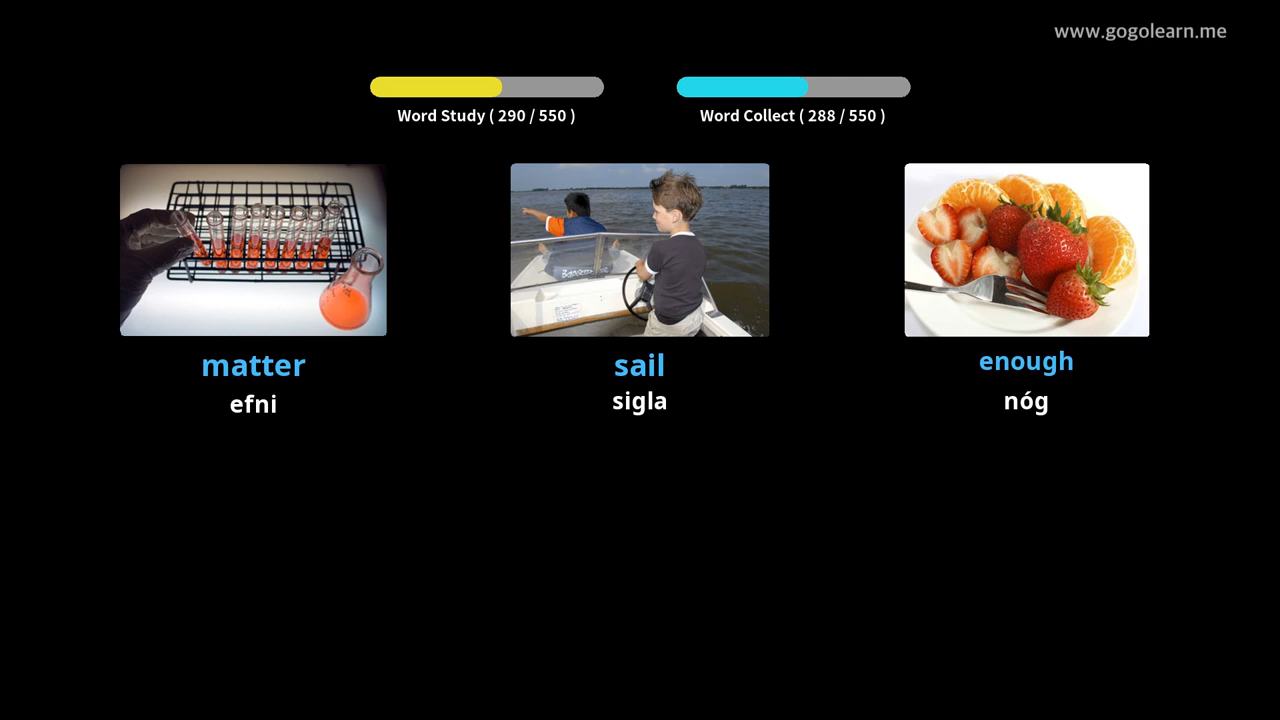 www.gogolearn.me
Word Study ( 290 / 550 )
Word Collect ( 288 / 550 )
matter
sail
enough
efni
sigla
nóg